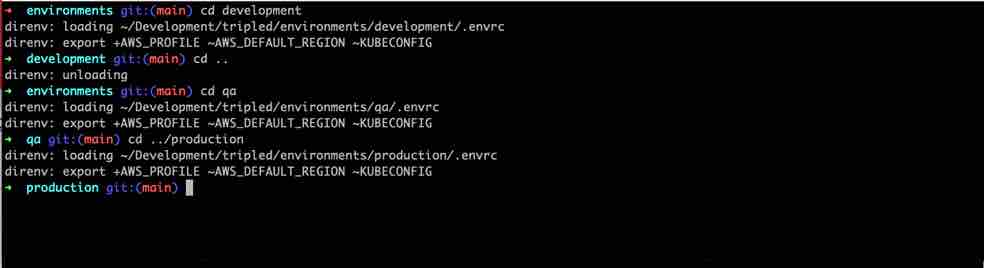 ➜ environments git:(main) cd development
direnv: loading ~/Development/tripled/environments/development/.envrc
direnv: export +AWS_PROFILE ~AWS_DEFAULT_REGION ~KUBECONFIG
➜ development git:(main) cd ..
direnv: unloading
➜ environments git:(main) cd qa
direnv: loading ~/Development/tripled/environments/qa/.envrc
direnv: export +AWS_PROFILE ~AWS_DEFAULT_REGION ~KUBECONFIG
➜ qa git:(main) cd ../production
direnv: loading ~/Development/tripled/environments/production/.envrc
direnv: export +AWS_PROFILE ~AWS_DEFAULT_REGION ~KUBECONFIG
➜ production git:(main)